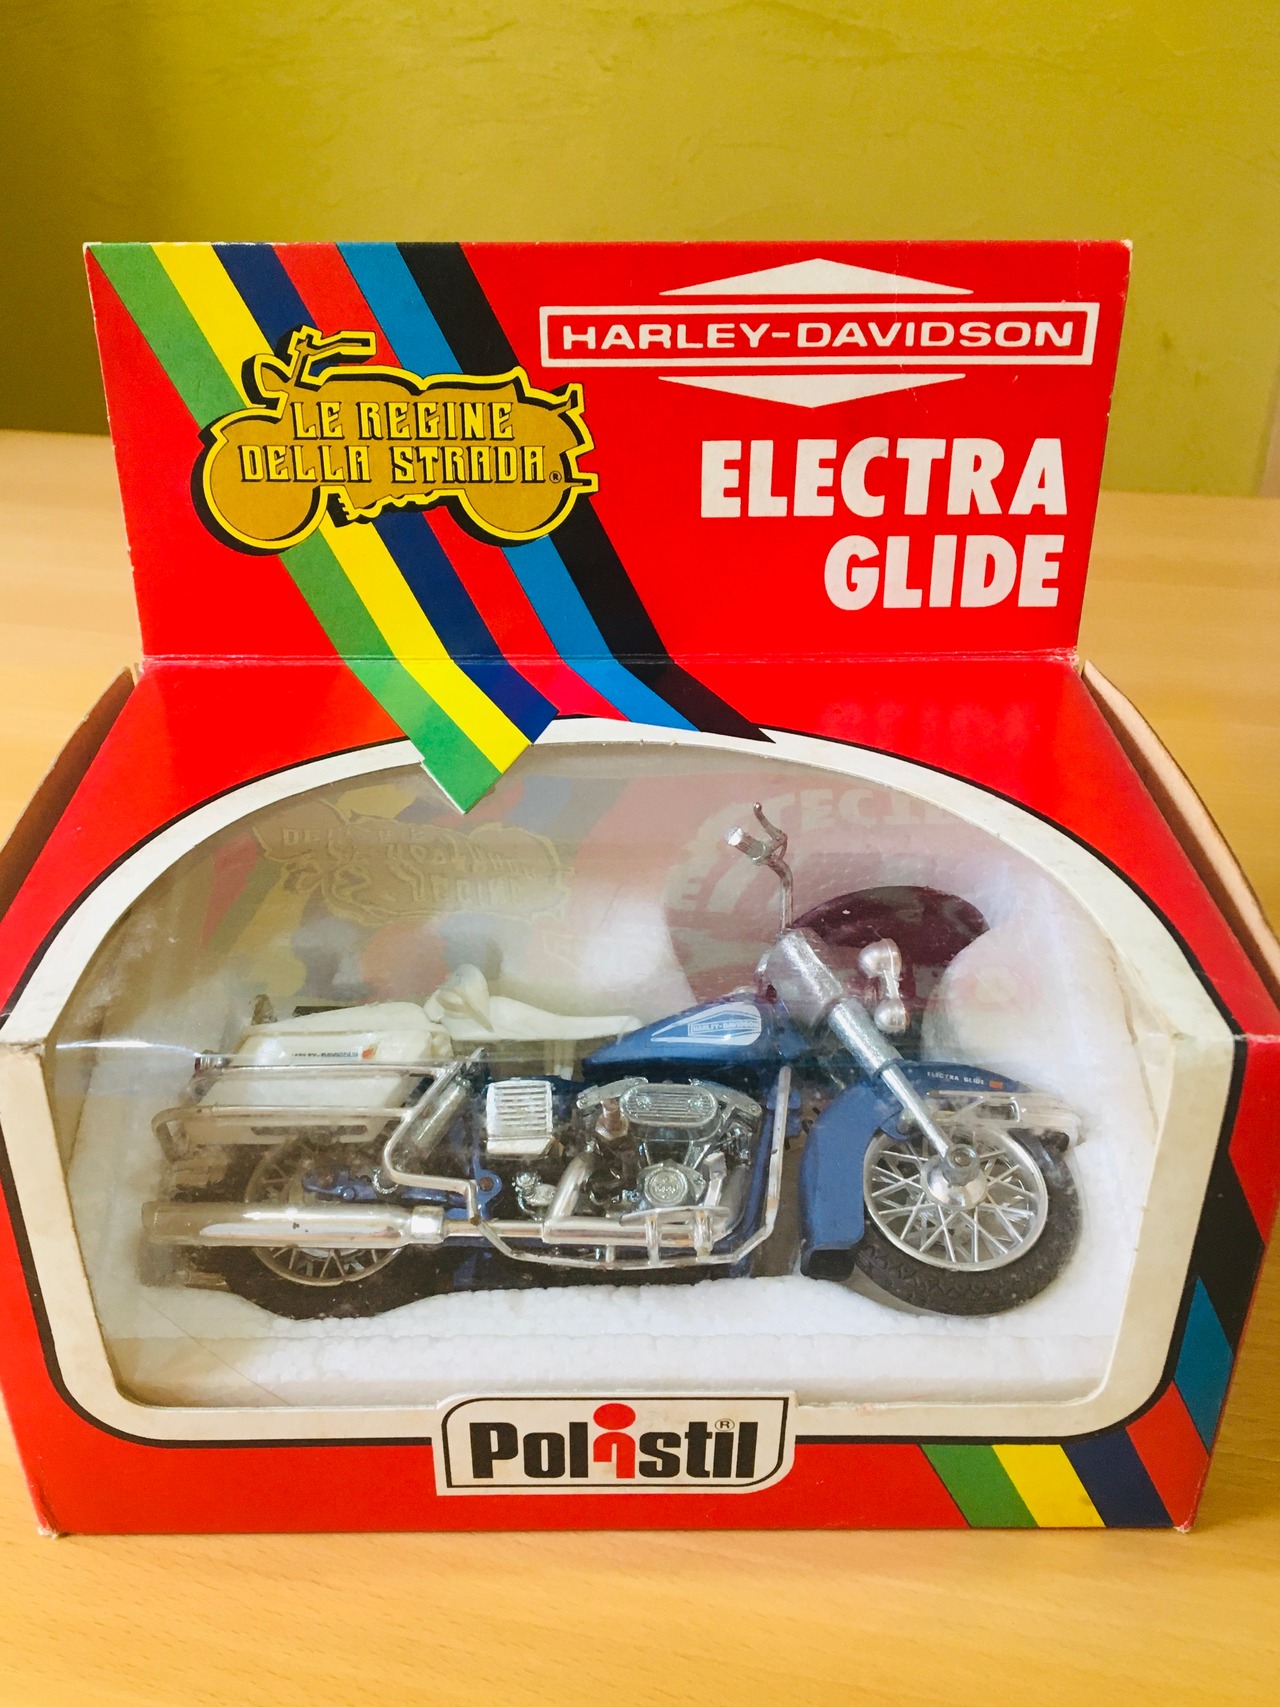 HARLEY-DAVIDSON
LE REGINE
DELLA STRADA®
ELECTRA
GLIDE
HARLEY-DAVIDSON
ELECTRA GLIDE
Polistil®